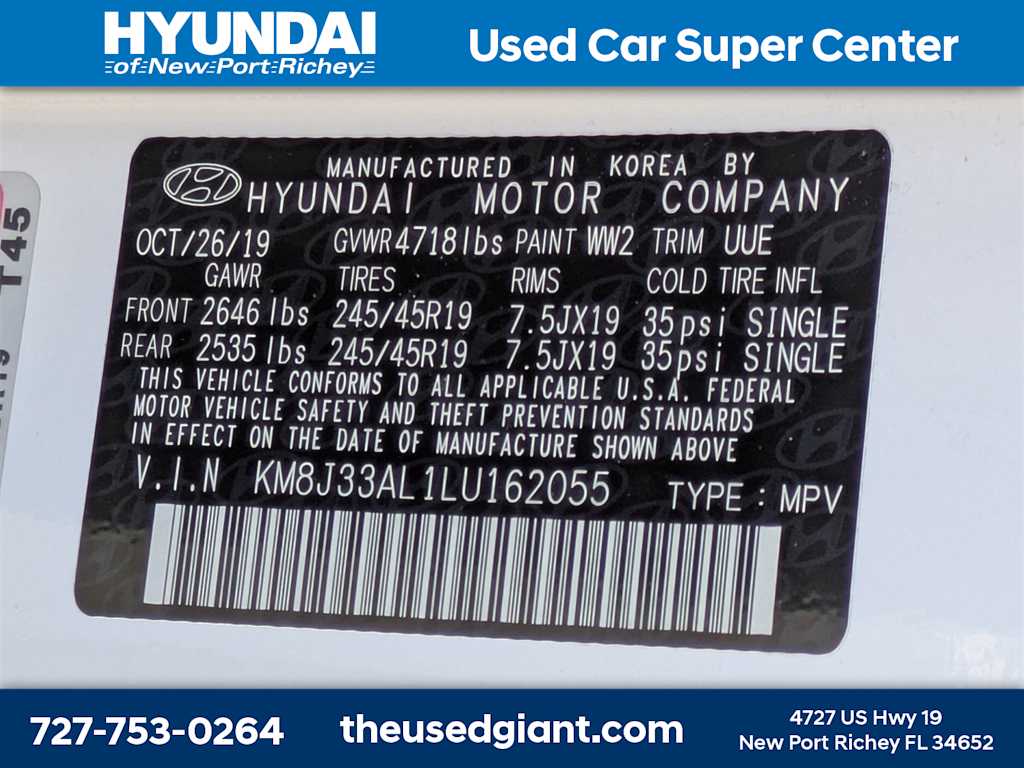 HYUNDAI
of New Port Richey
Used Car Super Center
MANUFACTURED IN KOREA BY
HYUNDAI MOTOR COMPANY
OCT/26/19 GVWR 4718lbs PAINT WW2 TRIM UUE
GAWR TIRES RIMS COLD TIRE INFL
FRONT 2646 lbs 245/45R19 7.5JX19 35psi SINGLE
REAR 2535 lbs 245/45R19 7.5JX19 35psi SINGLE
THIS VEHICLE CONFORMS TO ALL APPLICABLE U.S.A. FEDERAL
MOTOR VEHICLE SAFETY AND THEFT PREVENTION STANDARDS
IN EFFECT ON THE DATE OF MANUFACTURE SHOWN ABOVE
V.I.N KM8J33AL1LU162055 TYPE : MPV
T45
727-753-0264
theusedgiant.com
4727 US Hwy 19
New Port Richey FL 34652